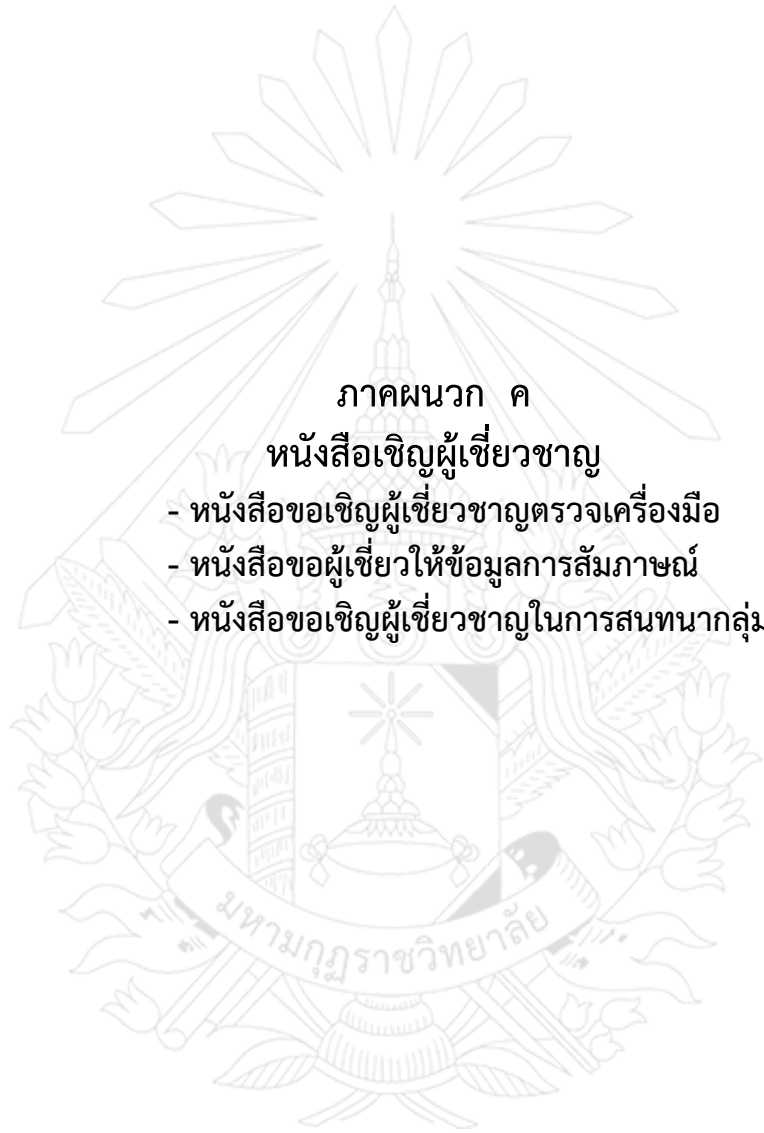 ภาคผนวก ค
หนังสือเชิญผู้เชี่ยวชาญ
- หนังสือขอเชิญผู้เชี่ยวชาญตรวจเครื่องมือ
- หนังสือขอผู้เชี่ยวให้ข้อมูลการสัมภาษณ์
- หนังสือขอเชิญผู้เชี่ยวชาญในการสนทนากลุ่ม
มหามกุฏราชวิทยาลัย